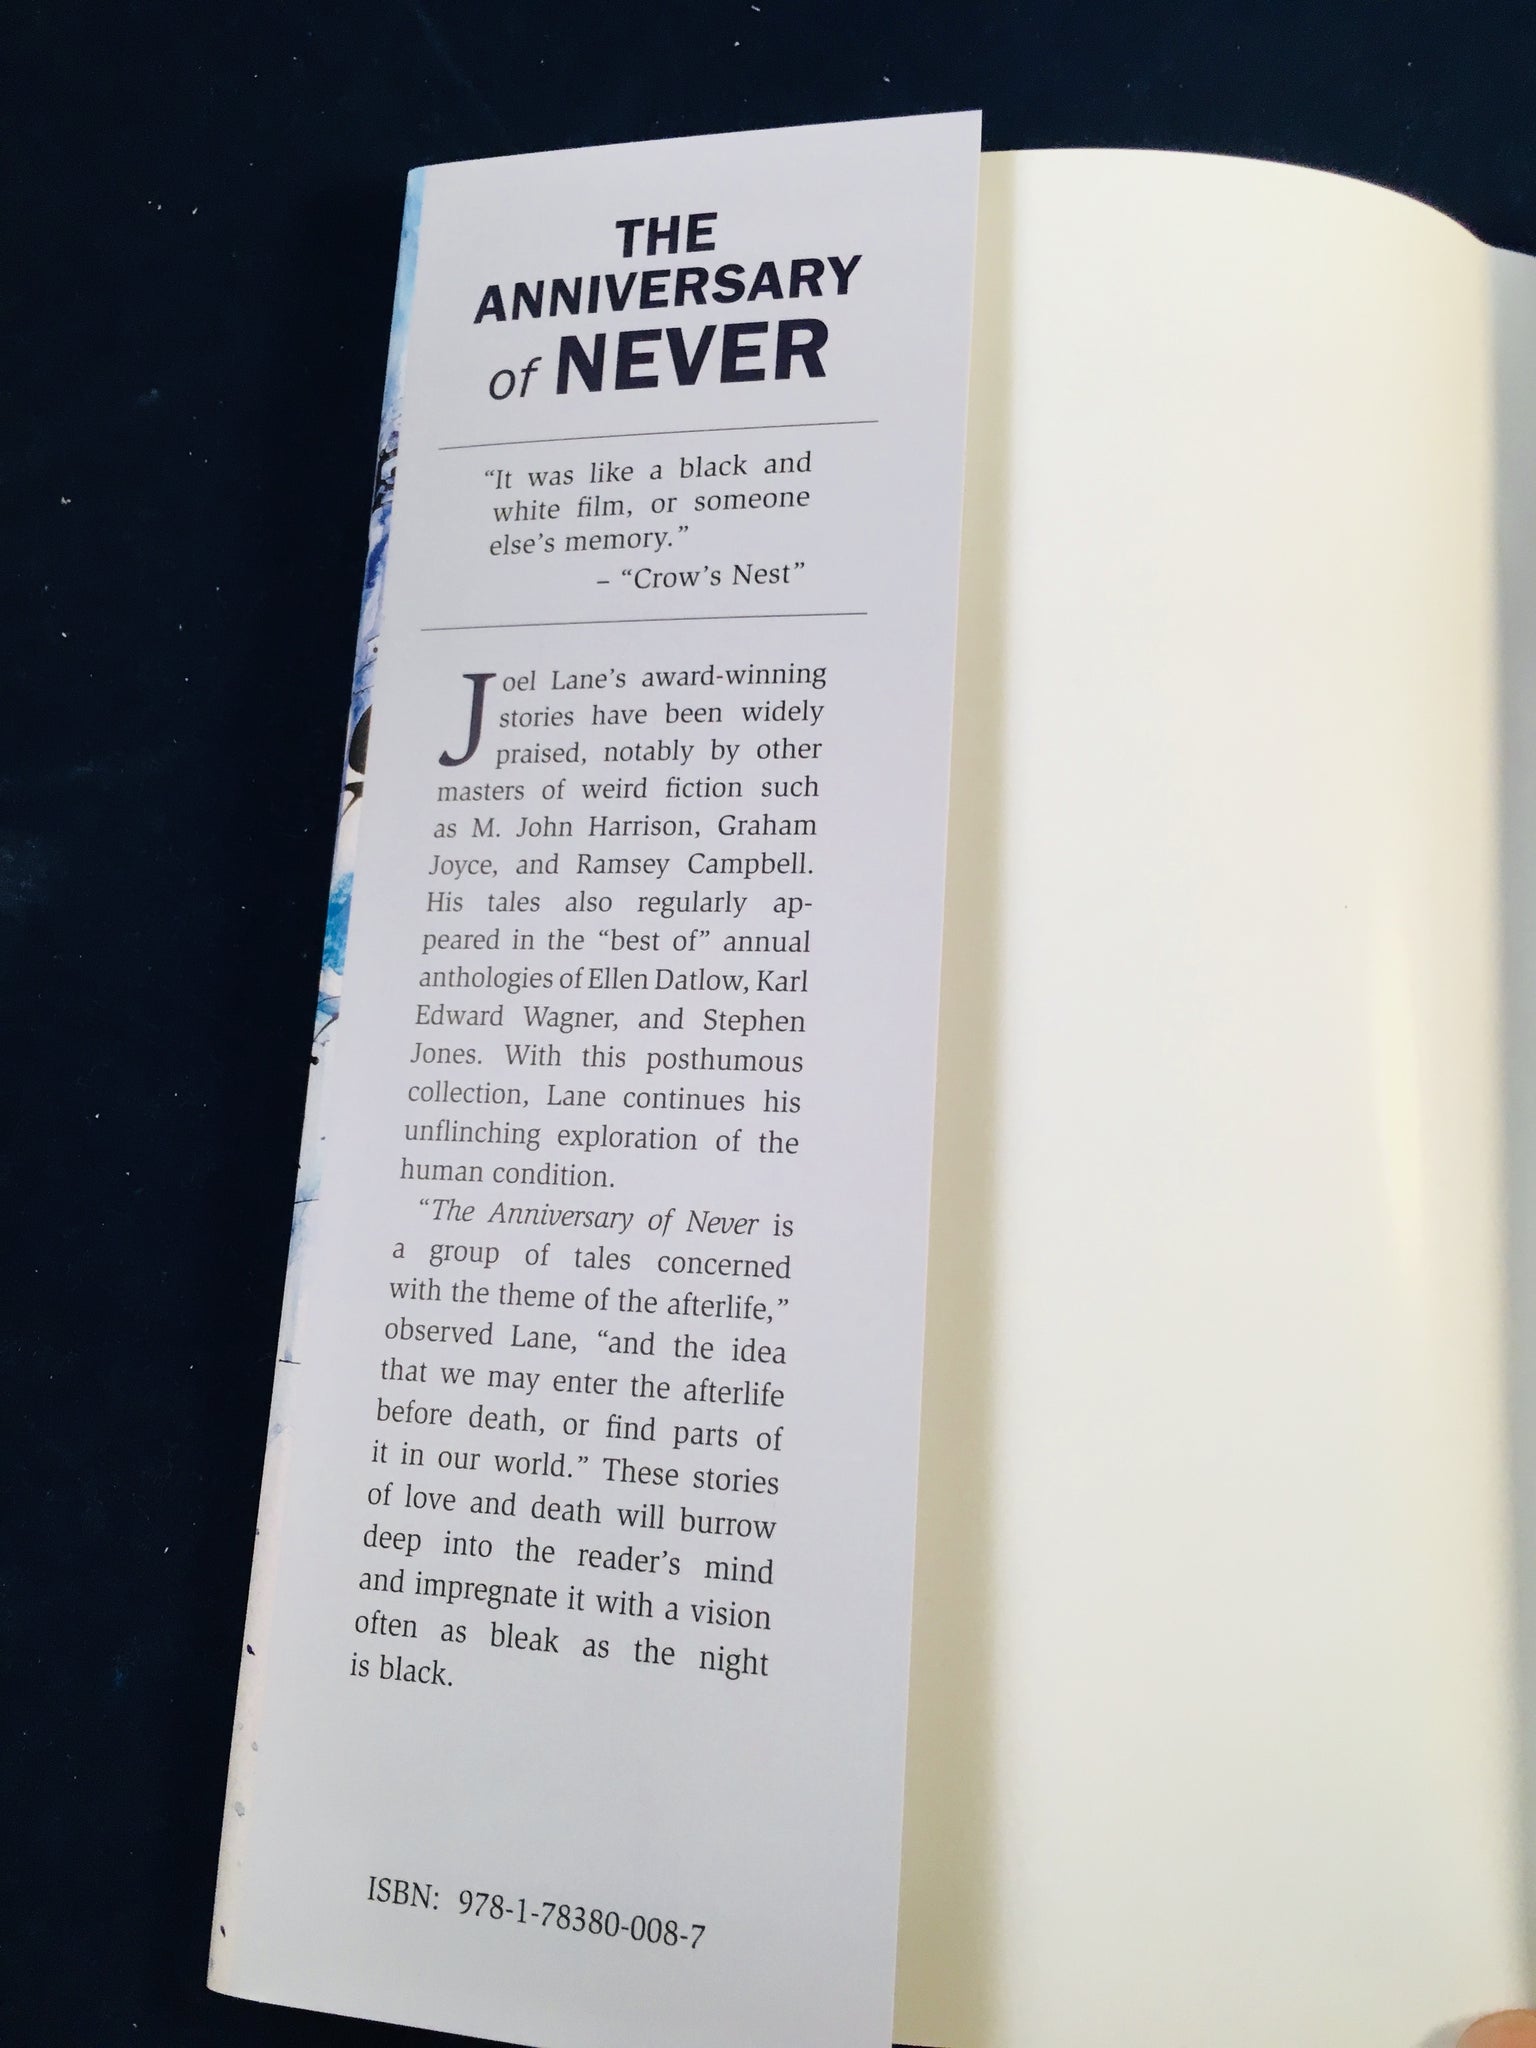 THE
ANNIVERSARY
of NEVER
“It was like a black and
white film, or someone
else’s memory.”
– “Crow’s Nest”
Joel Lane’s award-winning
stories have been widely
praised, notably by other
masters of weird fiction such
as M. John Harrison, Graham
Joyce, and Ramsey Campbell.
His tales also regularly ap-
peared in the “best of” annual
anthologies of Ellen Datlow, Karl
Edward Wagner, and Stephen
Jones. With this posthumous
collection, Lane continues his
unflinching exploration of the
human condition.
“The Anniversary of Never is
a group of tales concerned
with the theme of the afterlife,”
observed Lane, “and the idea
that we may enter the afterlife
before death, or find parts of
it in our world.” These stories
of love and death will burrow
deep into the reader’s mind
and impregnate it with a vision
often as bleak as the night
is black.
ISBN: 978-1-78380-008-7